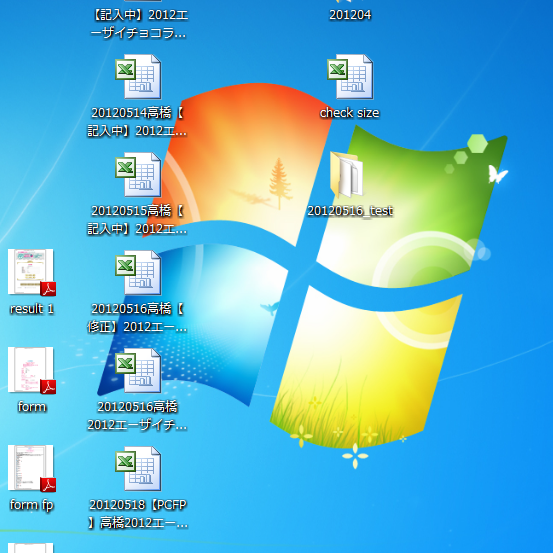 【記入中】2012エ
ーザイチョコラ...
201204
20120514高橋【
記入中】2012エ...
check size
20120515高橋【
記入中】2012エ...
20120516_test
result 1
20120516高橋【
修正】2012エー...
form
20120516高橋
2012エーザイチ...
form fp
20120518【PCFP
】高橋2012エー...